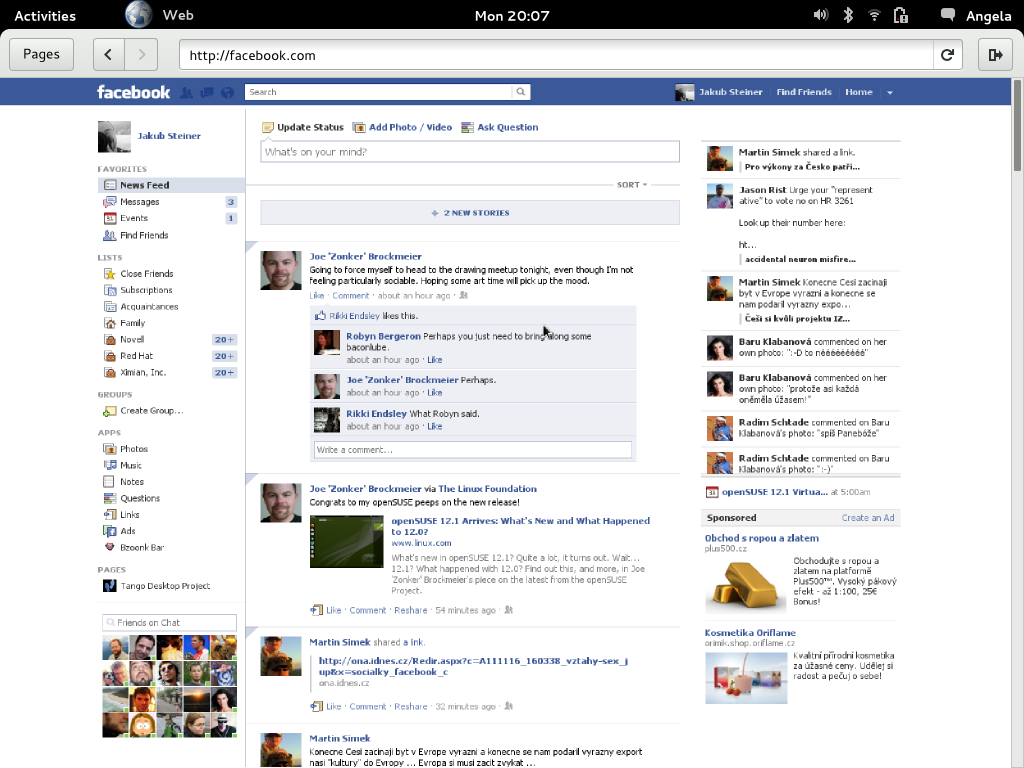 Activities
Web
Mon 20:07
Angela
Pages
http://facebook.com
facebook
Search
Jakub Steiner
Find Friends
Home
Jakub Steiner
FAVORITES
News Feed
Messages 3
Events 1
Find Friends
LISTS
Close Friends
Subscriptions
Acquaintances
Family
Novell 20+
Red Hat 20+
Ximian, Inc. 20+
GROUPS
Create Group...
APPS
Photos
Music
Notes
Questions
Links
Ads
Bzoonk Bar
PAGES
Tango Desktop Project
Friends on Chat
Update Status
Add Photo / Video
Ask Question
What's on your mind?
SORT
2 NEW STORIES
Joe 'Zonker' Brockmeier
Going to force myself to head to the drawing meetup tonight, even though I'm not
feeling particularly sociable. Hoping some art time will pick up the mood.
Like · Comment · about an hour ago ·
Rikki Endsley likes this.
Robyn Bergeron Perhaps you just need to bring along some
baconlube.
about an hour ago · Like
Joe 'Zonker' Brockmeier Perhaps.
about an hour ago · Like
Rikki Endsley What Robyn said.
about an hour ago · Like
Write a comment...
Joe 'Zonker' Brockmeier via The Linux Foundation
Congrats to my openSUSE peeps on the new release!
openSUSE 12.1 Arrives: What's New and What Happened
to 12.0?
www.linux.com
What's new in openSUSE 12.1? Quite a lot, it turns out. Wait...
12.1? What happened with 12.0? Find out this, and more, in Joe
'Zonker' Brockmeier's piece on the latest from the openSUSE
Project.
Like · Comment · Reshare · 54 minutes ago ·
Martin Simek shared a link.
http://ona.idnes.cz/Redir.aspx?c=A111116_160338_vztahy-sex_j
up&x=socialky_facebook_c
ona.idnes.cz
Like · Comment · Reshare · 32 minutes ago ·
Martin Simek
Konecne Cesi zacinaji byt v Evrope vyrazni a konecne se nam podaril vyrazny export
nasi "kultury" do Evropy ... Evropa si musi zacit zvykat ...
Martin Simek shared a link.
Pro výkony za Česko patří...
Jason Rist Urge your "represent
ative" to vote no on HR 3261
Look up their number here:
ht...
accidental neuron misfire...
Martin Simek Konecne Cesi zacinaji
byt v Evrope vyrazni a konecne se
nam podaril vyrazny expo...
Češi si kvůli projektu IZ...
Baru Klabanová commented on her
own photo: ":-D to nééééééééé"
Baru Klabanová commented on her
own photo: "protože asi každá
oněměla úžasem!"
Radim Schtade commented on Baru
Klabanová's photo: "spíš Panebóže"
Radim Schtade commented on Baru
Klabanová's photo: ":-)"
openSUSE 12.1 Virtua... at 5:00am
Sponsored
Create an Ad
Obchod s ropou a zlatem
plus500.cz
Obchodujte s ropou a
zlatem na platformě
Plus500™. Vysoký pákový
efekt - až 1:100, 25€
Bonus!
Kosmetika Oriflame
orimik.shop.oriflame.cz
Kvalitní přírodní kosmetika
za úžasné ceny. Udělej si
radost a pečuj o sebe!